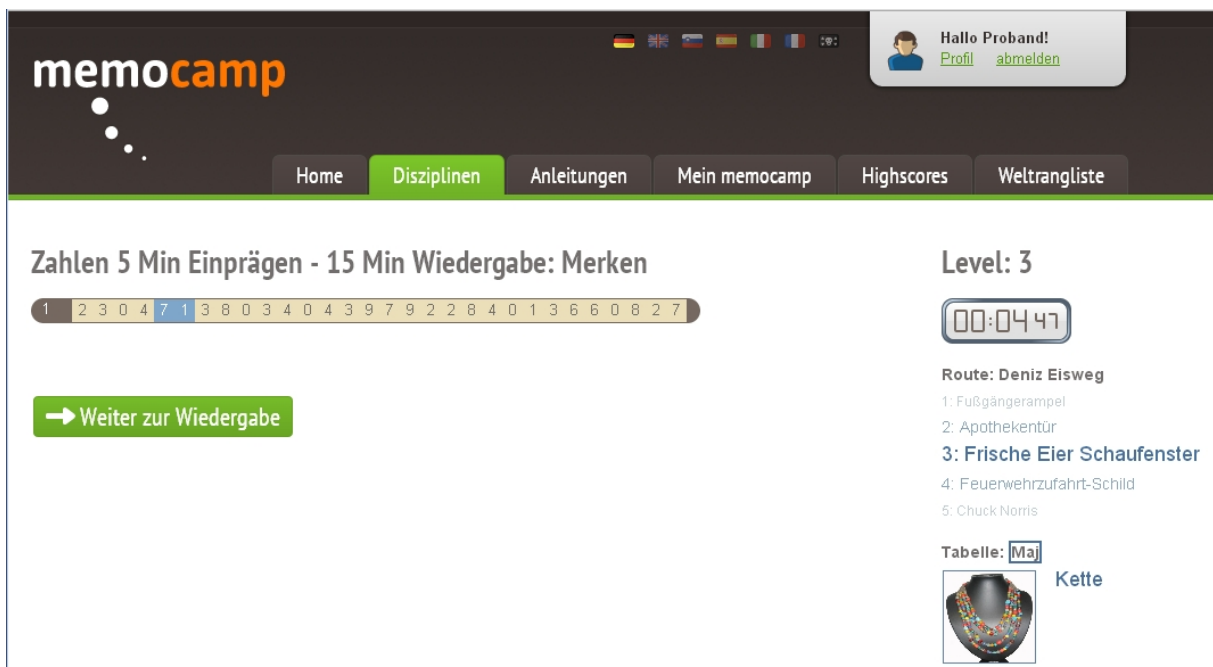 Hallo Proband!
Profil abmelden
memocamp
Home Disziplinen Anleitungen Mein memocamp Highscores Weltrangliste
Zahlen 5 Min Einprägen - 15 Min Wiedergabe: Merken
1 2 3 0 4 7 1 3 8 0 3 4 0 4 3 9 7 9 2 2 8 4 0 1 3 6 6 0 8 2 7
Weiter zur Wiedergabe
Level: 3
00:04 47
Route: Deniz Eisweg
1: Fußgängerampel
2: Apothekentür
3: Frische Eier Schaufenster
4: Feuerwehrzufahrt-Schild
5: Chuck Norris
Tabelle: Maj
Kette